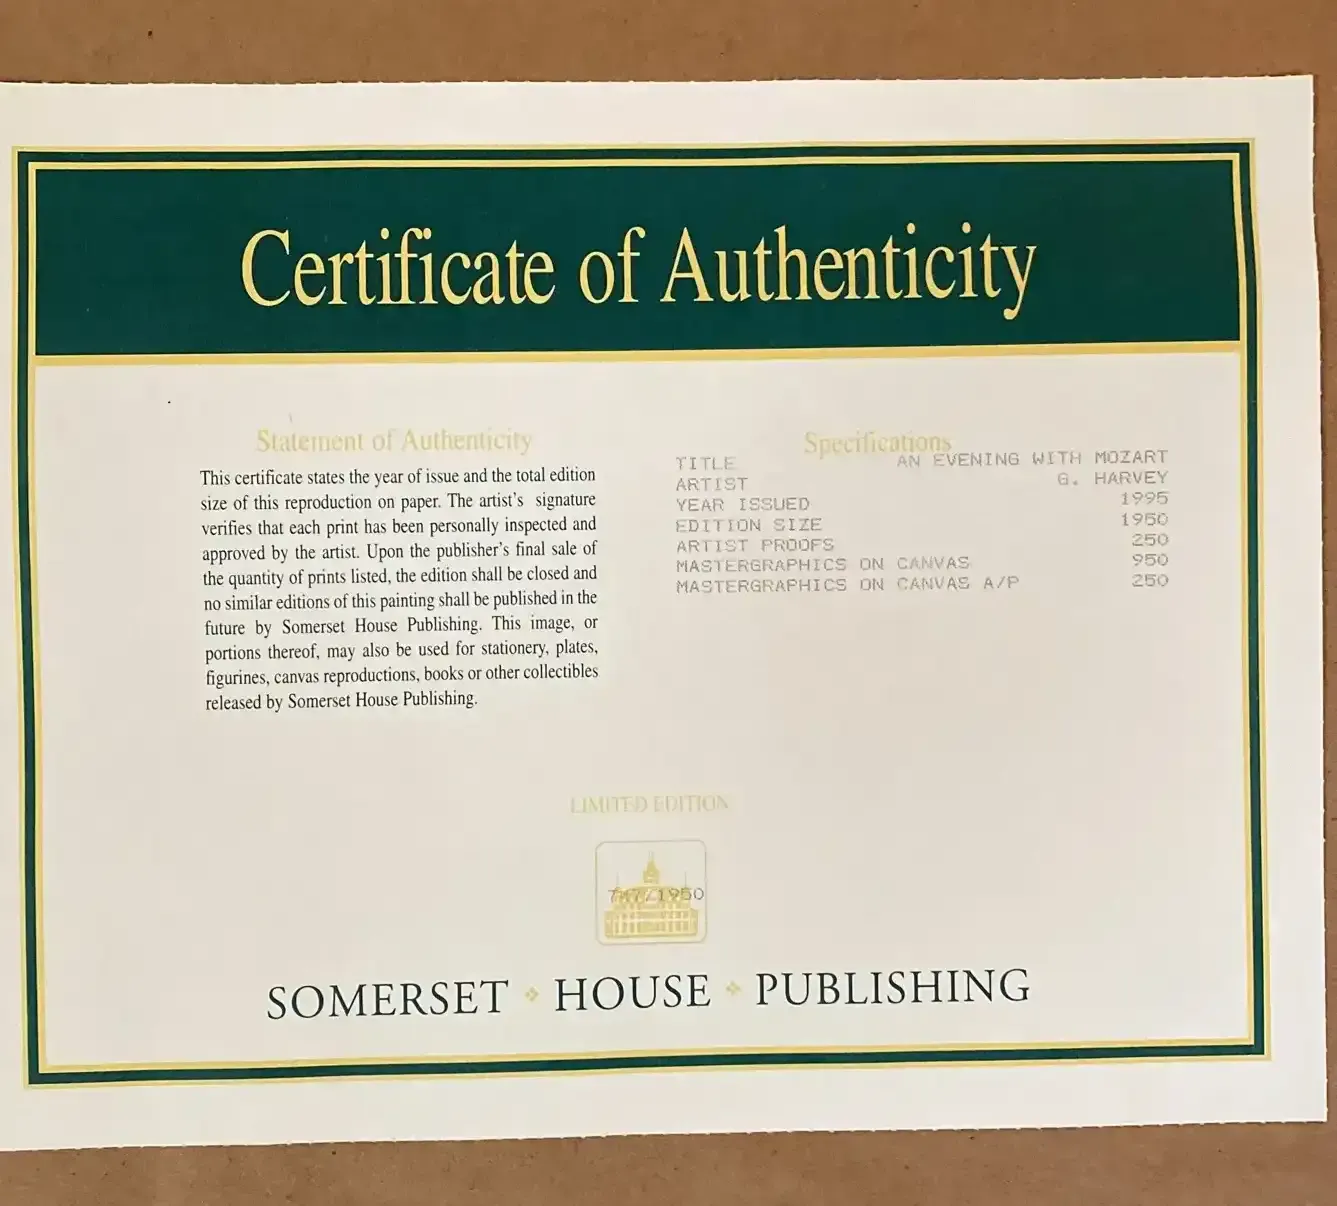 Certificate of Authenticity
Statement of Authenticity
This certificate states the year of issue and the total edition
size of this reproduction on paper. The artist's signature
verifies that each print has been personally inspected and
approved by the artist. Upon the publisher's final sale of
the quantity of prints listed, the edition shall be closed and
no similar editions of this painting shall be published in the
future by Somerset House Publishing. This image, or
portions thereof, may also be used for stationery, plates,
figurines, canvas reproductions, books or other collectibles
released by Somerset House Publishing.
Specifications
TITLE AN EVENING WITH MOZART
ARTIST G. HARVEY
YEAR ISSUED 1995
EDITION SIZE 1950
ARTIST PROOFS 250
MASTERGRAPHICS ON CANVAS 950
MASTERGRAPHICS ON CANVAS A/P 250
LIMITED EDITION
/1950
SOMERSET HOUSE PUBLISHING